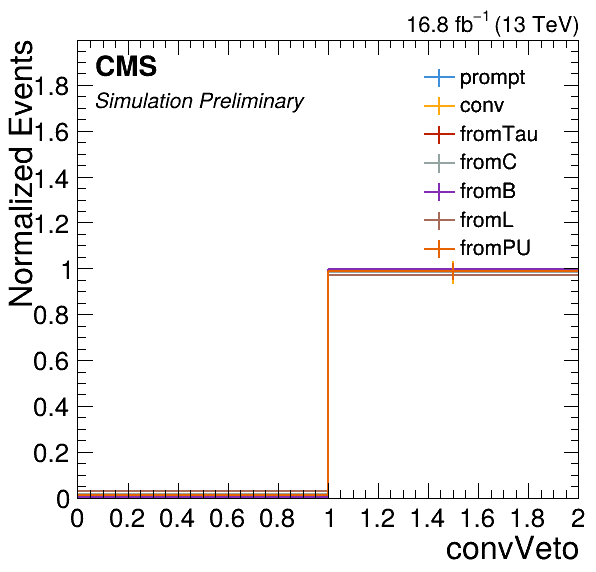 16.8 fb⁻¹ (13 TeV)
CMS
Simulation Preliminary
prompt
conv
fromTau
fromC
fromB
fromL
fromPU
Normalized Events
1.8
1.6
1.4
1.2
1
0.8
0.6
0.4
0.2
0
0 0.2 0.4 0.6 0.8 1 1.2 1.4 1.6 1.8 2
convVeto